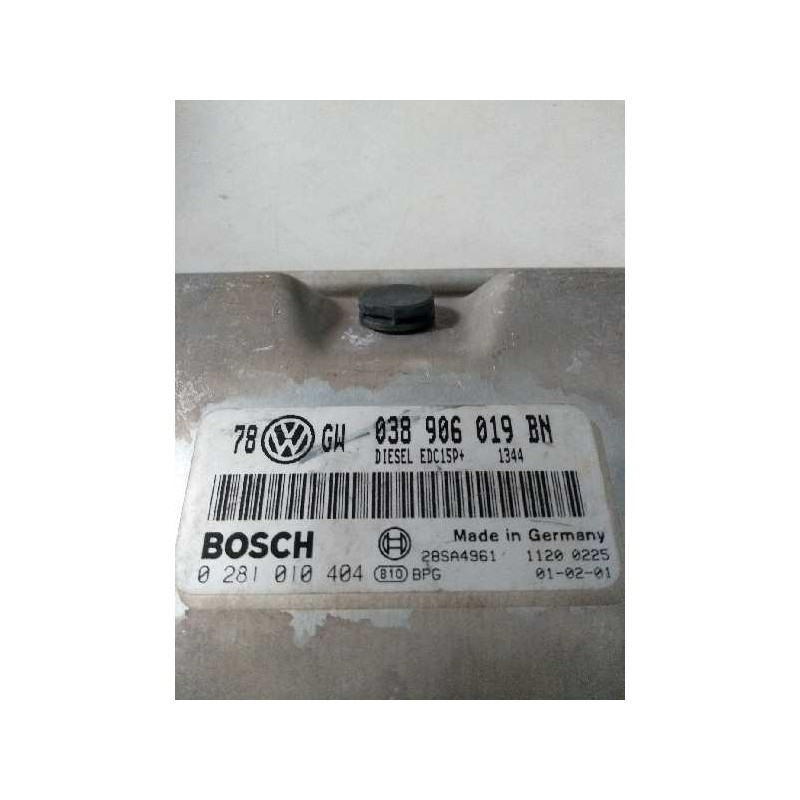 78 VW GW 038 906 019 BN
DIESEL EDC15P+ 1344
BOSCH Made in Germany
28SA4961 1120 0225
0 281 010 404 810 BPG 01-02-01